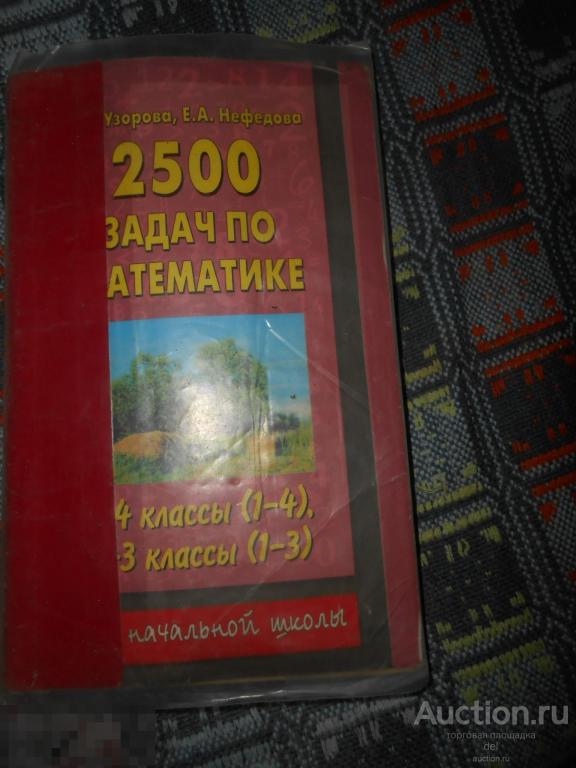 Узорова, Е.А. Нефедова
2500
ЗАДАЧ ПО
АТЕМАТИКЕ
4 классы (1-4),
-3 классы (1-3)
начальной школы
Auction.ru
торговая площадка
del
auction.ru